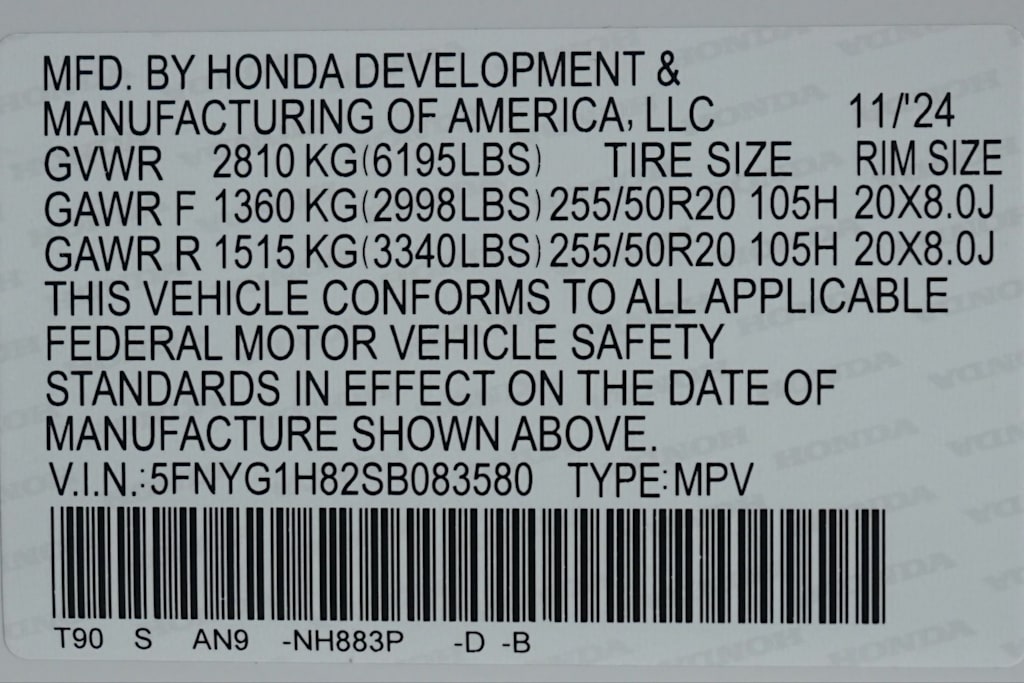 MFD. BY HONDA DEVELOPMENT &
MANUFACTURING OF AMERICA, LLC 11/'24
GVWR 2810 KG(6195LBS) TIRE SIZE RIM SIZE
GAWR F 1360 KG(2998LBS) 255/50R20 105H 20X8.0J
GAWR R 1515 KG(3340LBS) 255/50R20 105H 20X8.0J
THIS VEHICLE CONFORMS TO ALL APPLICABLE
FEDERAL MOTOR VEHICLE SAFETY
STANDARDS IN EFFECT ON THE DATE OF
MANUFACTURE SHOWN ABOVE.
V.I.N.:5FNYG1H82SB083580 TYPE:MPV
T90 S AN9 -NH883P -D -B